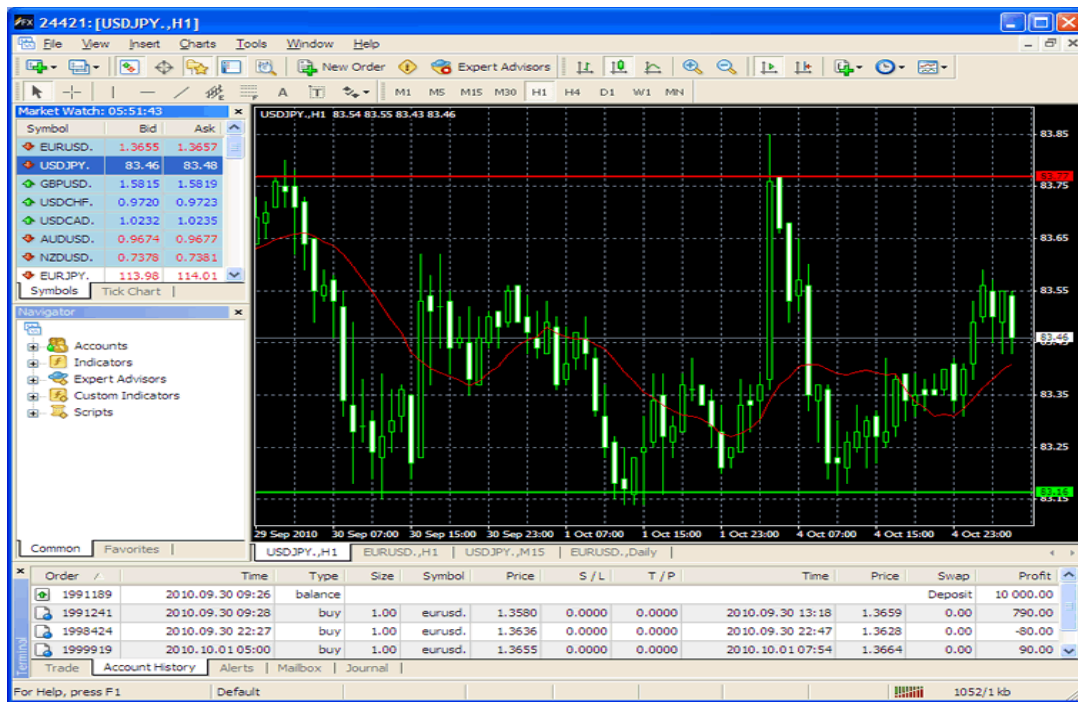 FX 24421: [USDJPY.,H1]
File View Insert Charts Tools Window Help
New Order Expert Advisors
A T M1 M5 M15 M30 H1 H4 D1 W1 MN
Market Watch: 05:51:43
Symbol Bid Ask
EURUSD. 1.3655 1.3657
USDJPY. 83.46 83.48
GBPUSD. 1.5815 1.5819
USDCHF. 0.9720 0.9723
USDCAD. 1.0232 1.0235
AUDUSD. 0.9674 0.9677
NZDUSD. 0.7378 0.7381
EURJPY. 113.98 114.01
Symbols Tick Chart
Navigator
Accounts
Indicators
Expert Advisors
Custom Indicators
Scripts
Common Favorites
USDJPY.,H1 83.54 83.55 83.43 83.46
83.85
83.77
83.75
83.65
83.55
83.46
83.45
83.35
83.25
83.16
83.15
29 Sep 2010 30 Sep 07:00 30 Sep 15:00 30 Sep 23:00 1 Oct 07:00 1 Oct 15:00 1 Oct 23:00 4 Oct 07:00 4 Oct 15:00 4 Oct 23:00
USDJPY.,H1 EURUSD.,H1 USDJPY.,M15 EURUSD.,Daily
Order / Time Type Size Symbol Price S / L T / P Time Price Swap Profit
1991189 2010.09.30 09:26 balance Deposit 10 000.00
1991241 2010.09.30 09:28 buy 1.00 eurusd. 1.3580 0.0000 0.0000 2010.09.30 13:18 1.3659 0.00 790.00
1998424 2010.09.30 22:27 buy 1.00 eurusd. 1.3636 0.0000 0.0000 2010.09.30 22:47 1.3628 0.00 -80.00
1999919 2010.10.01 05:00 buy 1.00 eurusd. 1.3655 0.0000 0.0000 2010.10.01 07:54 1.3664 0.00 90.00
Terminal
Trade Account History Alerts Mailbox Journal
For Help, press F1 Default 1052/1 kb